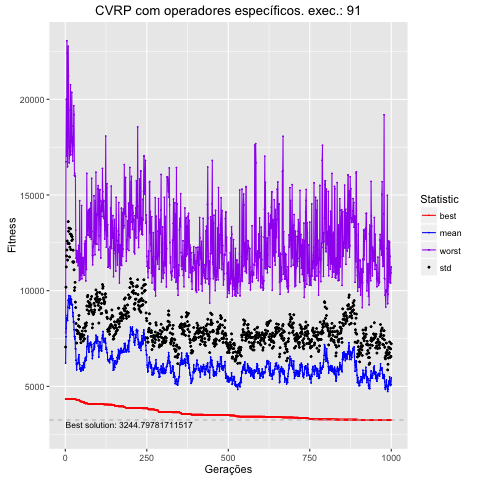 CVRP com operadores específicos. exec.: 91
Fitness
20000
15000
10000
5000
Best solution: 3244.79781711517
0
250
500
750
1000
Gerações
Statistic
best
mean
worst
std